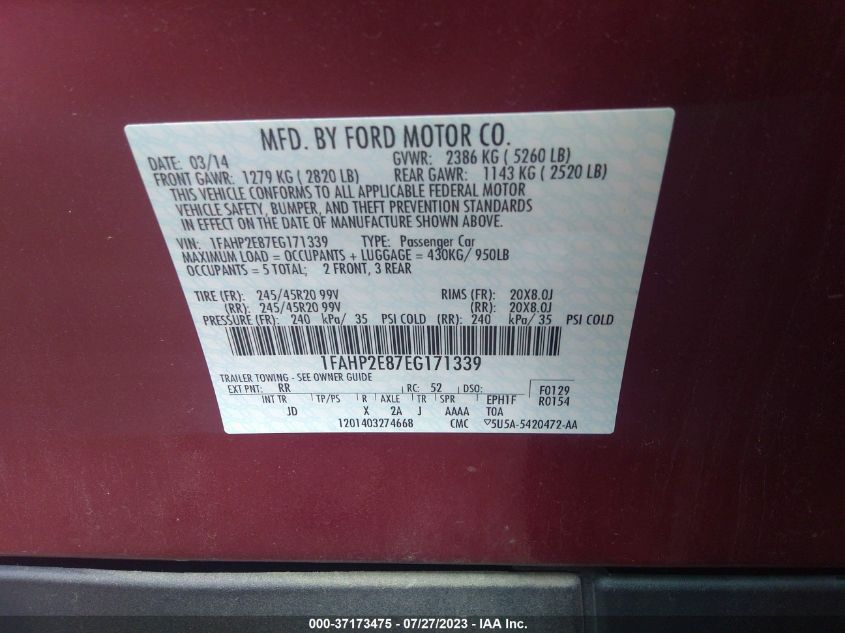 MFD. BY FORD MOTOR CO.
DATE: 03/14 GVWR: 2386 KG ( 5260 LB)
FRONT GAWR: 1279 KG ( 2820 LB) REAR GAWR: 1143 KG ( 2520 LB)
THIS VEHICLE CONFORMS TO ALL APPLICABLE FEDERAL MOTOR
VEHICLE SAFETY, BUMPER, AND THEFT PREVENTION STANDARDS
IN EFFECT ON THE DATE OF MANUFACTURE SHOWN ABOVE.
VIN: 1FAHP2E87EG171339 TYPE: Passenger Car
MAXIMUM LOAD = OCCUPANTS + LUGGAGE = 430KG/ 950LB
OCCUPANTS = 5 TOTAL; 2 FRONT, 3 REAR
TIRE (FR): 245/45R20 99V RIMS (FR): 20X8.0J
(RR): 245/45R20 99V (RR): 20X8.0J
PRESSURE (FR): 240 kPa/ 35 PSI COLD (RR): 240 kPa/ 35 PSI COLD
1FAHP2E87EG171339
TRAILER TOWING - SEE OWNER GUIDE
EXT PNT: RR RC: 52 DSO: F0129
INT TR TP/PS R AXLE TR SPR EPH1F R0154
JD X 2A J AAAA T0A
1201403274668 CMC ▽5U5A-5420472-AA
000-37173475 - 07/27/2023 - IAA Inc.